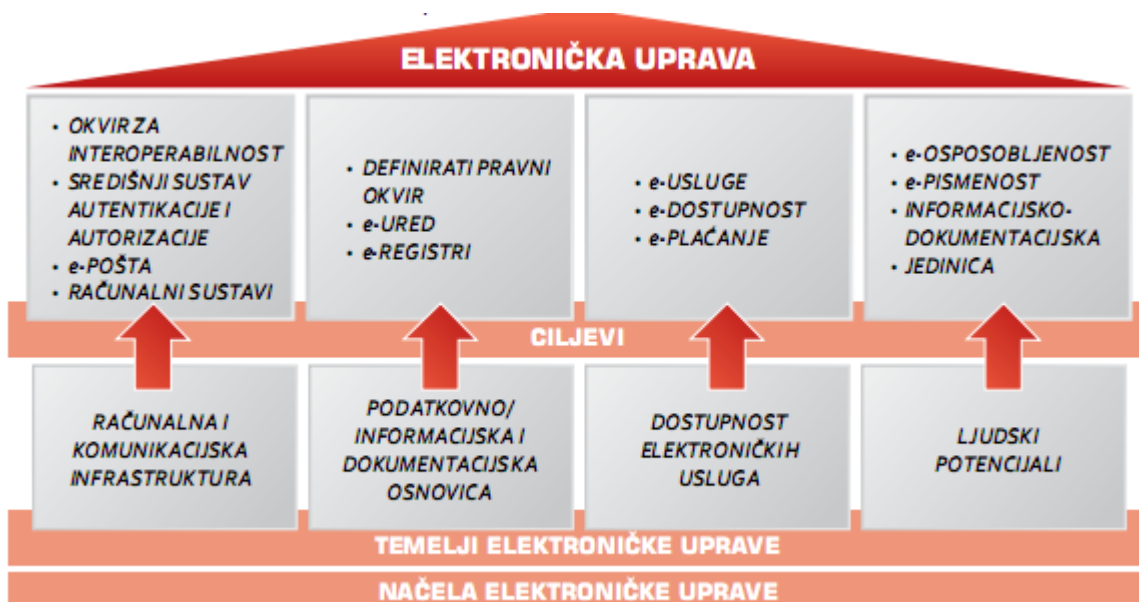 ELEKTRONIČKA UPRAVA
• OKVIR ZA
INTEROPERABILNOST
• SREDIŠNJI SUSTAV
AUTENTIKACIJE I
AUTORIZACIJE
• e-POŠTA
• RAČUNALNI SUSTAVI
• DEFINIRATI PRAVNI
OKVIR
• e-URED
• e-REGISTRI
• e-USLUGE
• e-DOSTUPNOST
• e-PLAĆANJE
• e-OSPOSOBLJENOST
• e-PISMENOST
• INFORMACIJSKO-
DOKUMENTACIJSKA
• JEDINICA
CILJEVI
RAČUNALNA I
KOMUNIKACIJSKA
INFRASTRUKTURA
PODATKOVNO/
INFORMACIJSKA I
DOKUMENTACIJSKA
OSNOVICA
DOSTUPNOST
ELEKTRONIČKIH
USLUGA
LJUDSKI
POTENCIJALI
TEMELJI ELEKTRONIČKE UPRAVE
NAČELA ELEKTRONIČKE UPRAVE